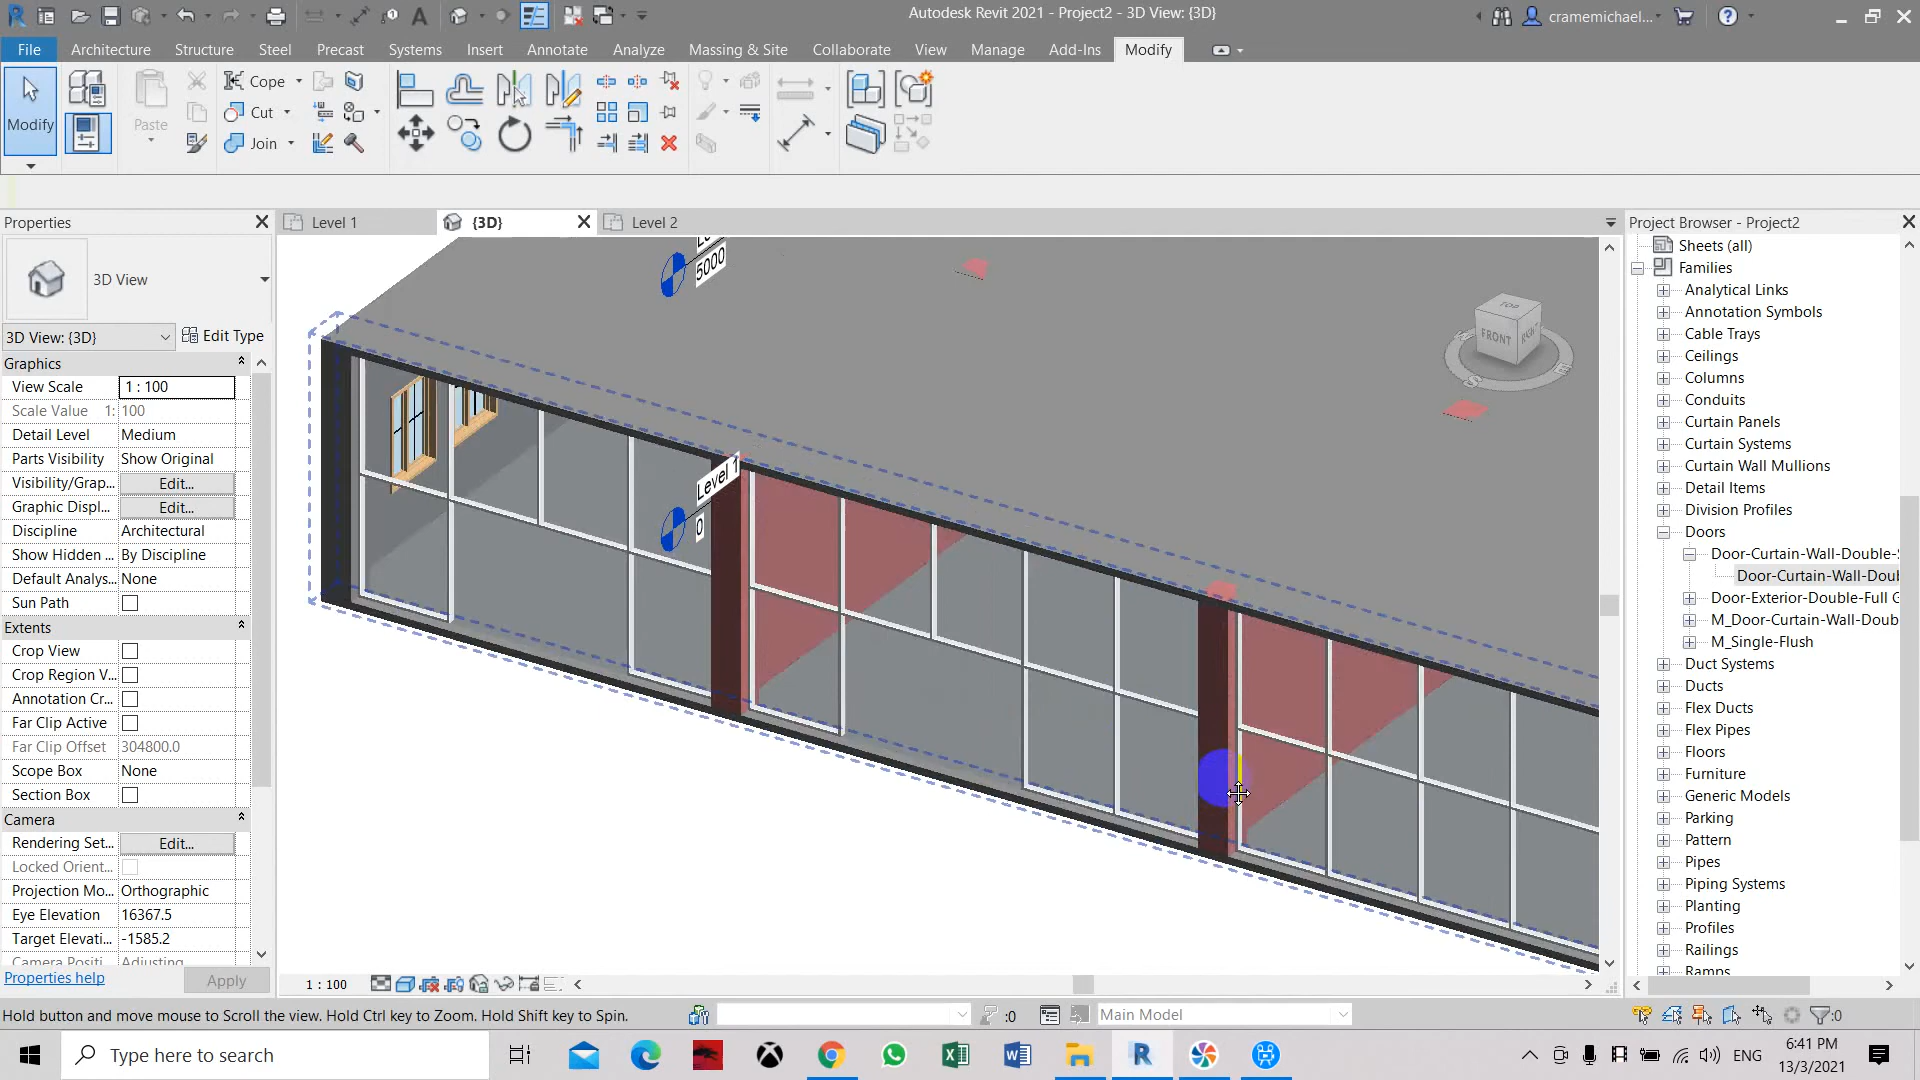 Autodesk Revit 2021 - Project2 - 3D View: {3D}
cramemichael...
File
Architecture
Structure
Steel
Precast
Systems
Insert
Annotate
Analyze
Massing & Site
Collaborate
View
Manage
Add-Ins
Modify
Modify
Paste
Cope
Cut
Join
Properties
Level 1
{3D}
Level 2
Project Browser - Project2
3D View
3D View: {3D}
Edit Type
Graphics
View Scale
1 : 100
Scale Value 1:
100
Detail Level
Medium
Parts Visibility
Show Original
Visibility/Grap...
Edit...
Graphic Displ...
Edit...
Discipline
Architectural
Show Hidden ...
By Discipline
Default Analys...
None
Sun Path
Extents
Crop View
Crop Region V...
Annotation Cr...
Far Clip Active
Far Clip Offset
304800.0
Scope Box
None
Section Box
Camera
Rendering Set...
Edit...
Locked Orient...
Projection Mo...
Orthographic
Eye Elevation
16367.5
Target Elevati...
-1585.2
Camera Positi...
Adjusting
Properties help
Apply
5000
Level 1
0
TOP
FRONT
RIGHT
S
E
Sheets (all)
Families
Analytical Links
Annotation Symbols
Cable Trays
Ceilings
Columns
Conduits
Curtain Panels
Curtain Systems
Curtain Wall Mullions
Detail Items
Division Profiles
Doors
Door-Curtain-Wall-Double-
Door-Curtain-Wall-Doul
Door-Exterior-Double-Full G
M_Door-Curtain-Wall-Doub
M_Single-Flush
Duct Systems
Ducts
Flex Ducts
Flex Pipes
Floors
Furniture
Generic Models
Parking
Pattern
Pipes
Piping Systems
Planting
Profiles
Railings
Ramps
1 : 100
Hold button and move mouse to Scroll the view. Hold Ctrl key to Zoom. Hold Shift key to Spin.
:0
Main Model
:0
Type here to search
ENG
6:41 PM
13/3/2021